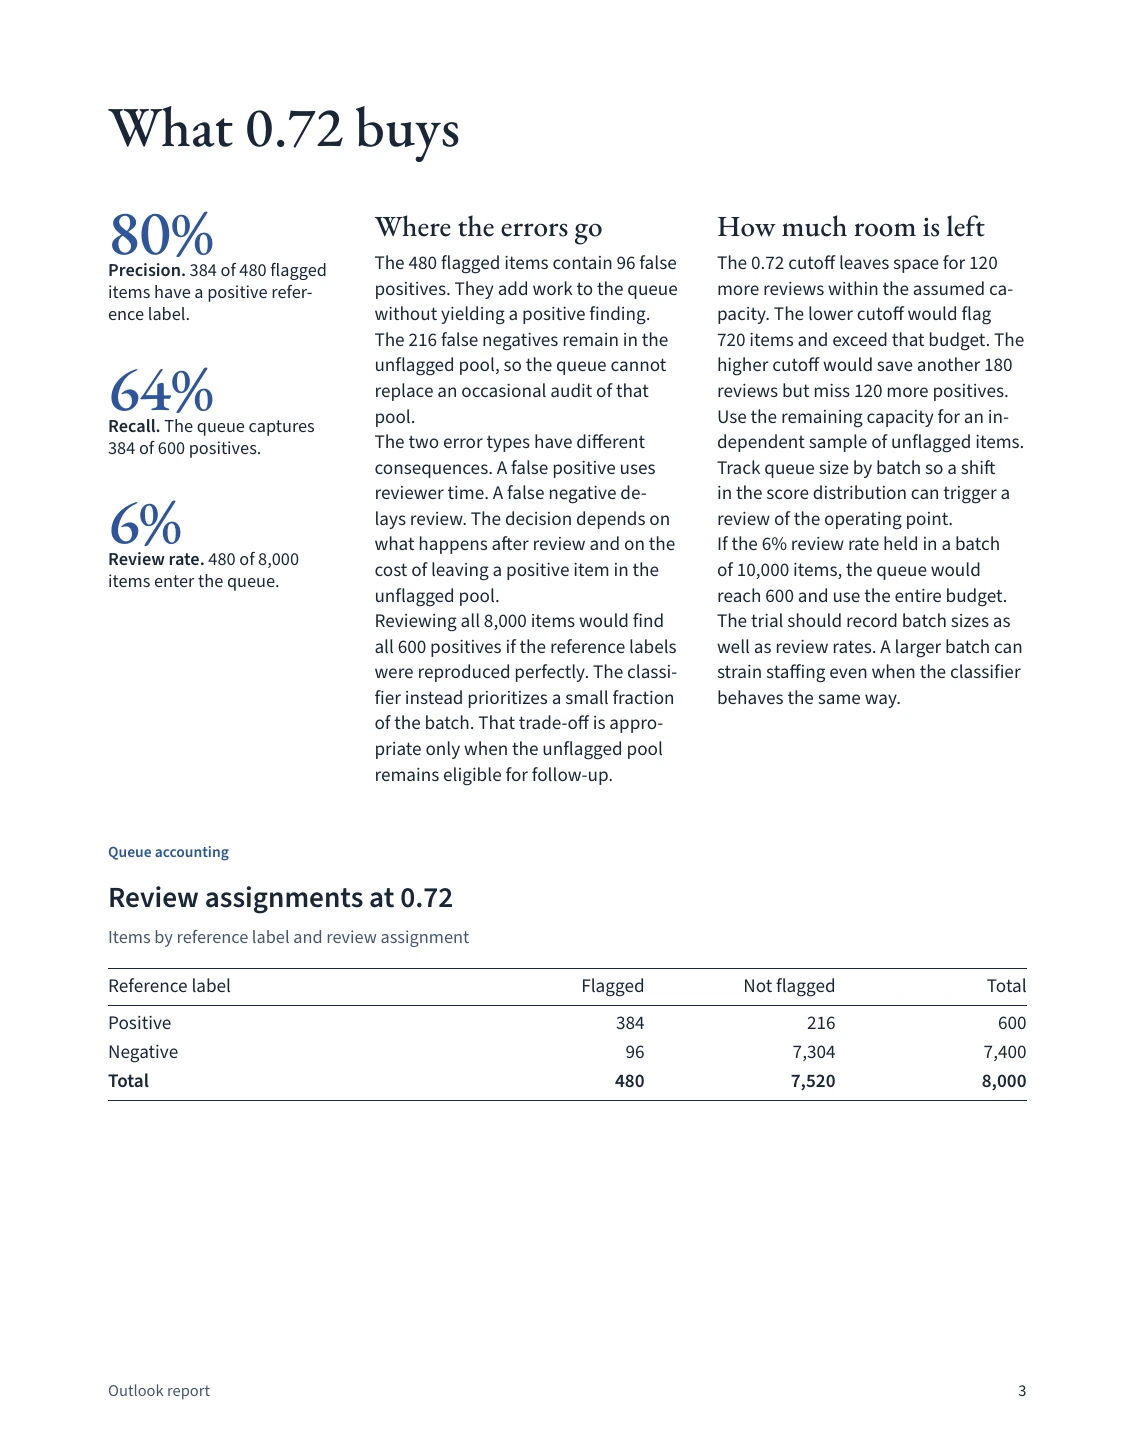 What 0.72 buys
80%
Precision. 384 of 480 flagged
items have a positive refer-
ence label.
64%
Recall. The queue captures
384 of 600 positives.
6%
Review rate. 480 of 8,000
items enter the queue.
Where the errors go
The 480 flagged items contain 96 false
positives. They add work to the queue
without yielding a positive finding.
The 216 false negatives remain in the
unflagged pool, so the queue cannot
replace an occasional audit of that
pool.
The two error types have different
consequences. A false positive uses
reviewer time. A false negative de-
lays review. The decision depends on
what happens after review and on the
cost of leaving a positive item in the
unflagged pool.
Reviewing all 8,000 items would find
all 600 positives if the reference labels
were reproduced perfectly. The classi-
fier instead prioritizes a small fraction
of the batch. That trade-off is appro-
priate only when the unflagged pool
remains eligible for follow-up.
How much room is left
The 0.72 cutoff leaves space for 120
more reviews within the assumed ca-
pacity. The lower cutoff would flag
720 items and exceed that budget. The
higher cutoff would save another 180
reviews but miss 120 more positives.
Use the remaining capacity for an in-
dependent sample of unflagged items.
Track queue size by batch so a shift
in the score distribution can trigger a
review of the operating point.
If the 6% review rate held in a batch
of 10,000 items, the queue would
reach 600 and use the entire budget.
The trial should record batch sizes as
well as review rates. A larger batch can
strain staffing even when the classifier
behaves the same way.
Queue accounting
Review assignments at 0.72
Items by reference label and review assignment
Reference label Flagged Not flagged Total
Positive 384 216 600
Negative 96 7,304 7,400
Total 480 7,520 8,000
Outlook report 3